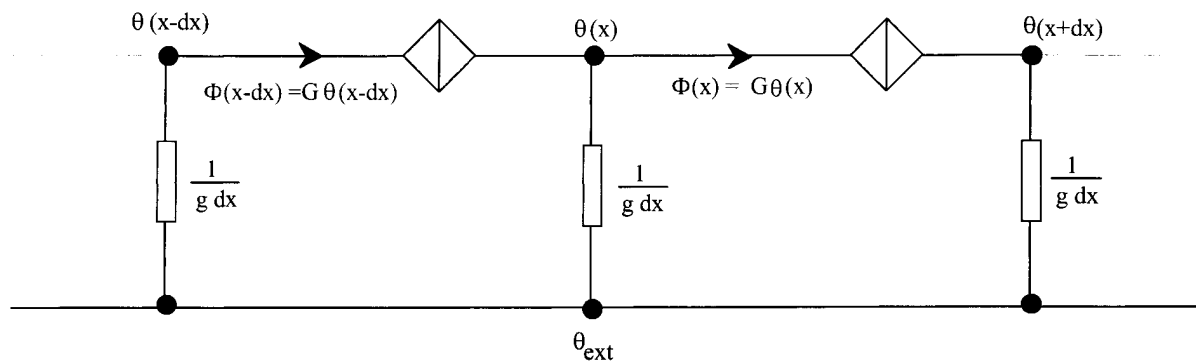 θ(x-dx)
θ(x)
θ(x+dx)
Φ(x-dx) =G θ(x-dx)
Φ(x) = Gθ(x)
1
g dx
1
g dx
1
g dx
θext